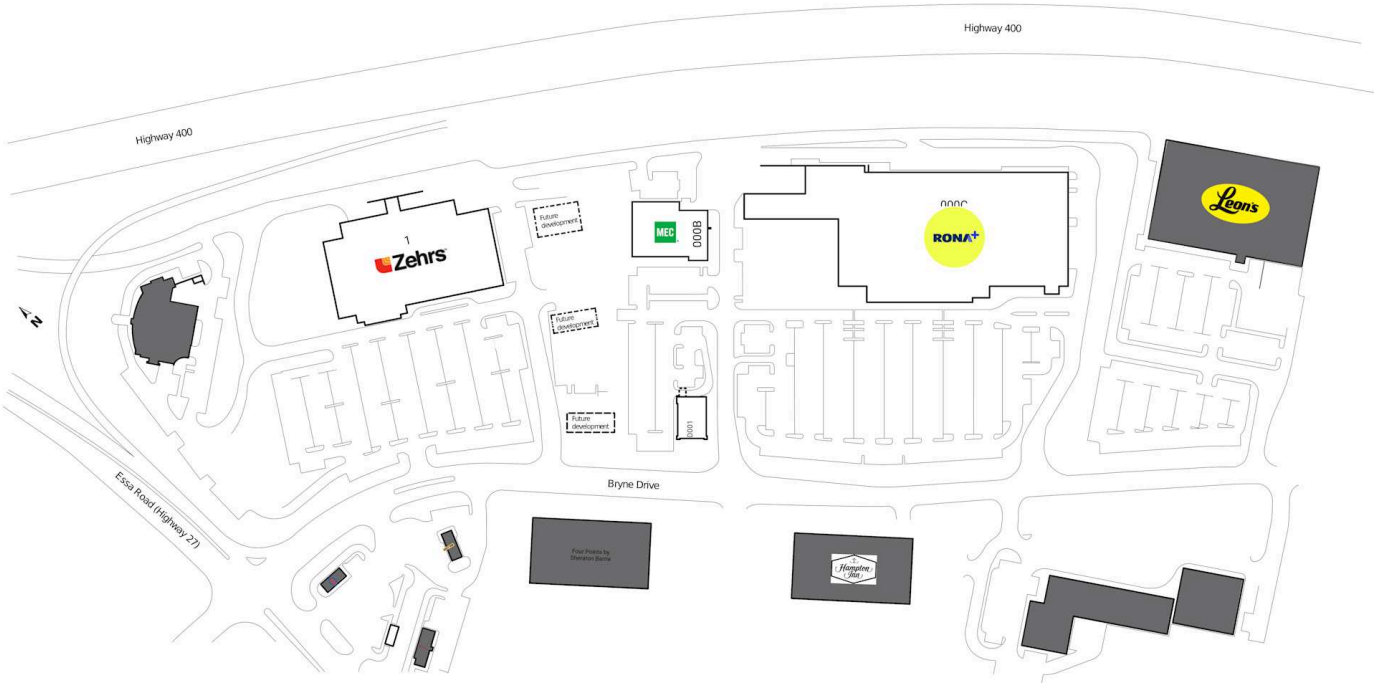 Highway 400
Highway 400
Leon's
Future
development
MEC
000B
000C
RONA+
1
Zehrs
N
Future
development
Future
development
0001
Essa Road (Highway 27)
Bryne Drive
Four Points by
Sheraton Barrie
Hampton
Inn